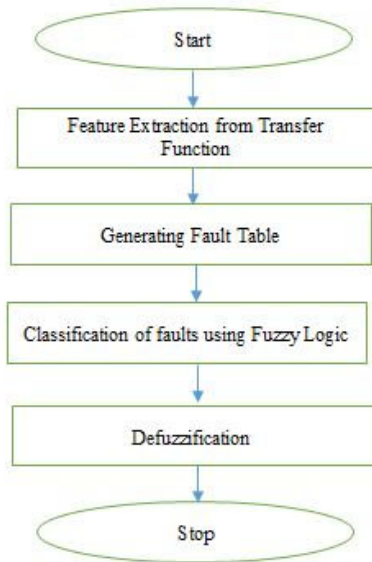 Start
Feature Extraction from Transfer
Function
Generating Fault Table
Classification of faults using Fuzzy Logic
Defuzzification
Stop